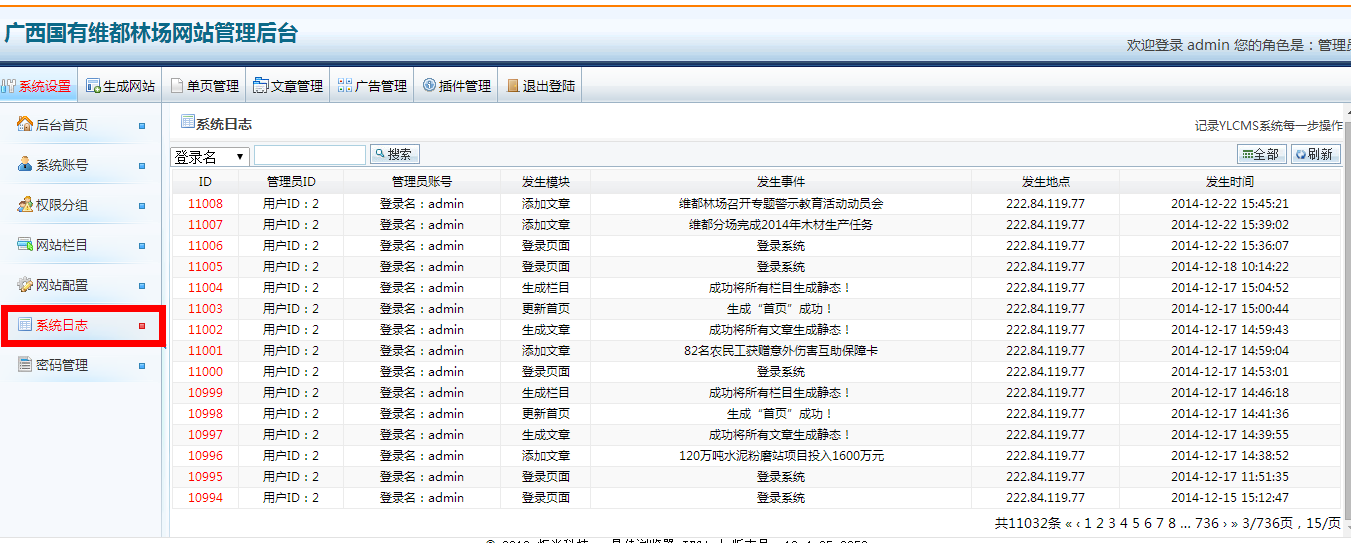 广西国有维都林场网站管理后台
欢迎登录 admin 您的角色是：管理员
系统设置 生成网站 单页管理 文章管理 广告管理 插件管理 退出登陆
后台首页
系统账号
权限分组
网站栏目
网站配置
系统日志
密码管理
系统日志
记录YLCMS系统每一步操作
登录名 搜索 全部 刷新
ID 管理员ID 管理员账号 发生模块 发生事件 发生地点 发生时间
11008 用户ID：2 登录名：admin 添加文章 维都林场召开专题警示教育活动动员会 222.84.119.77 2014-12-22 15:45:21
11007 用户ID：2 登录名：admin 添加文章 维都分场完成2014年木材生产任务 222.84.119.77 2014-12-22 15:39:02
11006 用户ID：2 登录名：admin 登录页面 登录系统 222.84.119.77 2014-12-22 15:36:07
11005 用户ID：2 登录名：admin 登录页面 登录系统 222.84.119.77 2014-12-18 10:14:22
11004 用户ID：2 登录名：admin 生成栏目 成功将所有栏目生成静态！ 222.84.119.77 2014-12-17 15:04:52
11003 用户ID：2 登录名：admin 更新首页 生成“首页”成功！ 222.84.119.77 2014-12-17 15:00:44
11002 用户ID：2 登录名：admin 生成文章 成功将所有文章生成静态！ 222.84.119.77 2014-12-17 14:59:43
11001 用户ID：2 登录名：admin 添加文章 82名农民工获赠意外伤害互助保障卡 222.84.119.77 2014-12-17 14:59:04
11000 用户ID：2 登录名：admin 登录页面 登录系统 222.84.119.77 2014-12-17 14:53:01
10999 用户ID：2 登录名：admin 生成栏目 成功将所有栏目生成静态！ 222.84.119.77 2014-12-17 14:46:18
10998 用户ID：2 登录名：admin 更新首页 生成“首页”成功！ 222.84.119.77 2014-12-17 14:41:36
10997 用户ID：2 登录名：admin 生成文章 成功将所有文章生成静态！ 222.84.119.77 2014-12-17 14:39:55
10996 用户ID：2 登录名：admin 添加文章 120万吨水泥粉磨站项目投入1600万元 222.84.119.77 2014-12-17 14:38:52
10995 用户ID：2 登录名：admin 登录页面 登录系统 222.84.119.77 2014-12-17 11:51:35
10994 用户ID：2 登录名：admin 登录页面 登录系统 222.84.119.77 2014-12-15 15:12:47
共11032条 « ‹ 1 2 3 4 5 6 7 8 ... 736 › » 3/736页，15/页